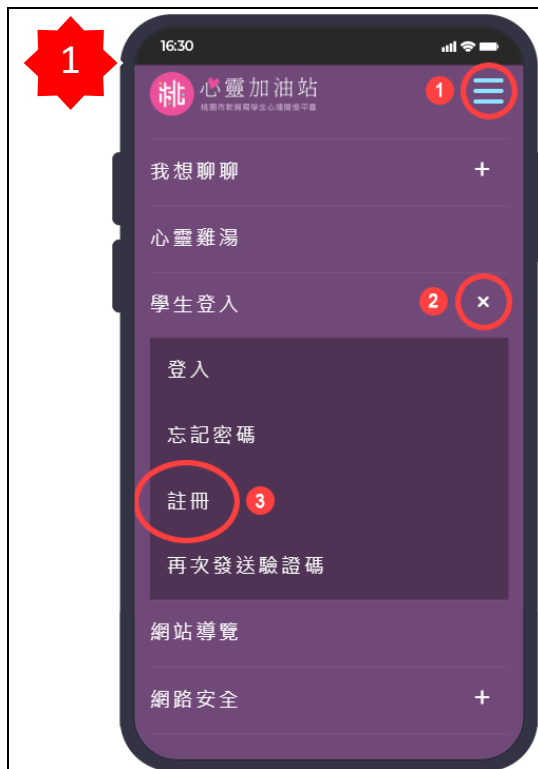 1
16:30
桃 心靈加油站
桃園市教育局學生心理關懷平臺
1
我想聊聊 +
心靈雞湯
學生登入 2 ×
登入
忘記密碼
註冊 3
再次發送驗證碼
網站導覽
網路安全 +